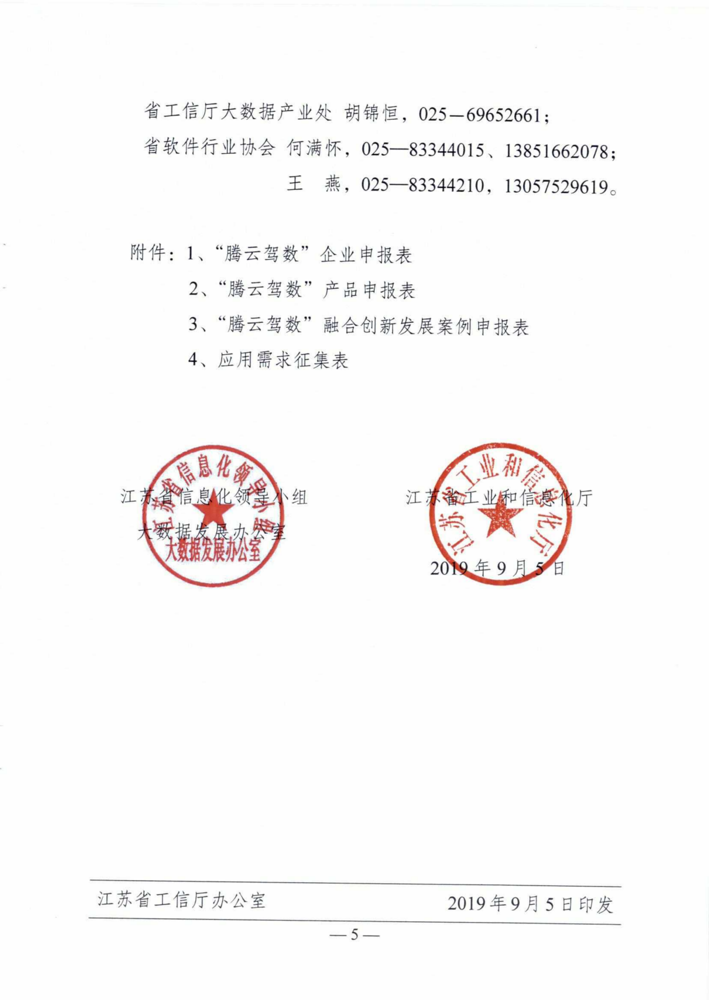 省工信厅大数据产业处 胡锦恒，025—69652661；
省软件行业协会 何满怀，025—83344015、13851662078；
王　燕，025—83344210，13057529619。
附件：1、“腾云驾数”企业申报表
2、“腾云驾数”产品申报表
3、“腾云驾数”融合创新发展案例申报表
4、应用需求征集表
江苏省信息化领导小组
大数据发展办公室
江苏省信息化领导小组
大数据发展办公室
江苏省工业和信息化厅
江苏省工业和信息化厅
2019年9月5日
江苏省工信厅办公室 2019年9月5日印发
— 5 —